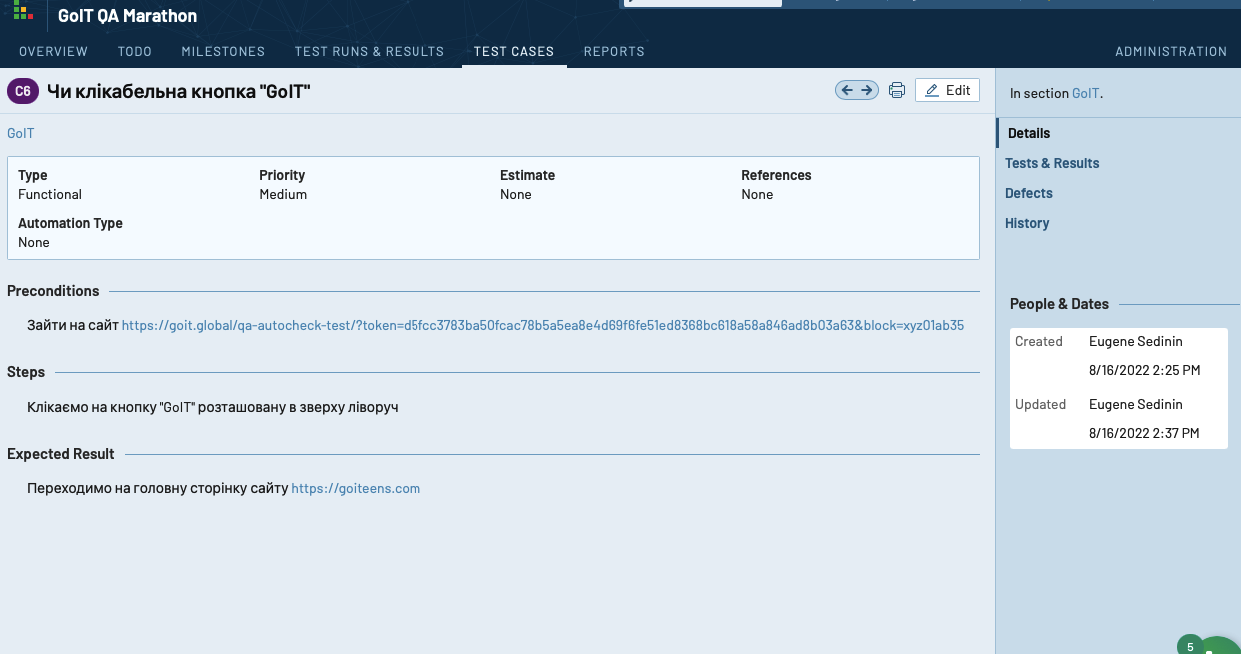 GoIT QA Marathon
OVERVIEW TODO MILESTONES TEST RUNS & RESULTS TEST CASES REPORTS ADMINISTRATION
C6 Чи клікабельна кнопка "GoIT"
Edit
In section GoIT.
GoIT
Details
Tests & Results
Defects
History
Type Priority Estimate References
Functional Medium None None
Automation Type
None
Preconditions
Зайти на сайт https://goit.global/qa-autocheck-test/?token=d5fcc3783ba50fcac78b5a5ea8e4d69f6fe51ed8368bc618a58a846ad8b03a63&block=xyz01ab35
Steps
Клікаємо на кнопку "GoIT" розташовану в зверху ліворуч
Expected Result
Переходимо на головну сторінку сайту https://goiteens.com
People & Dates
Created Eugene Sedinin
8/16/2022 2:25 PM
Updated Eugene Sedinin
8/16/2022 2:37 PM
5